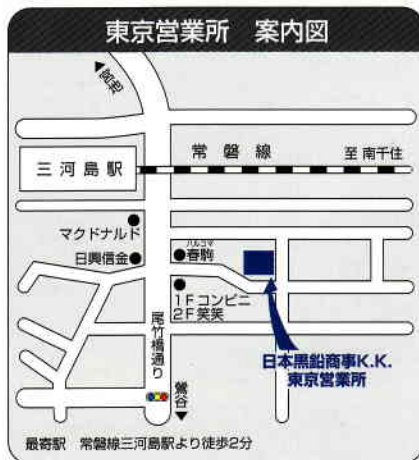 東京営業所 案内図
町屋
常磐線
至 南千住
三河島駅
マクドナルド
ハルコマ
春駒
日興信金
1Fコンビニ
2F笑笑
尾竹橋通り
鶯谷
日本黒鉛商事K.K.
東京営業所
最寄駅 常磐線三河島駅より徒歩2分